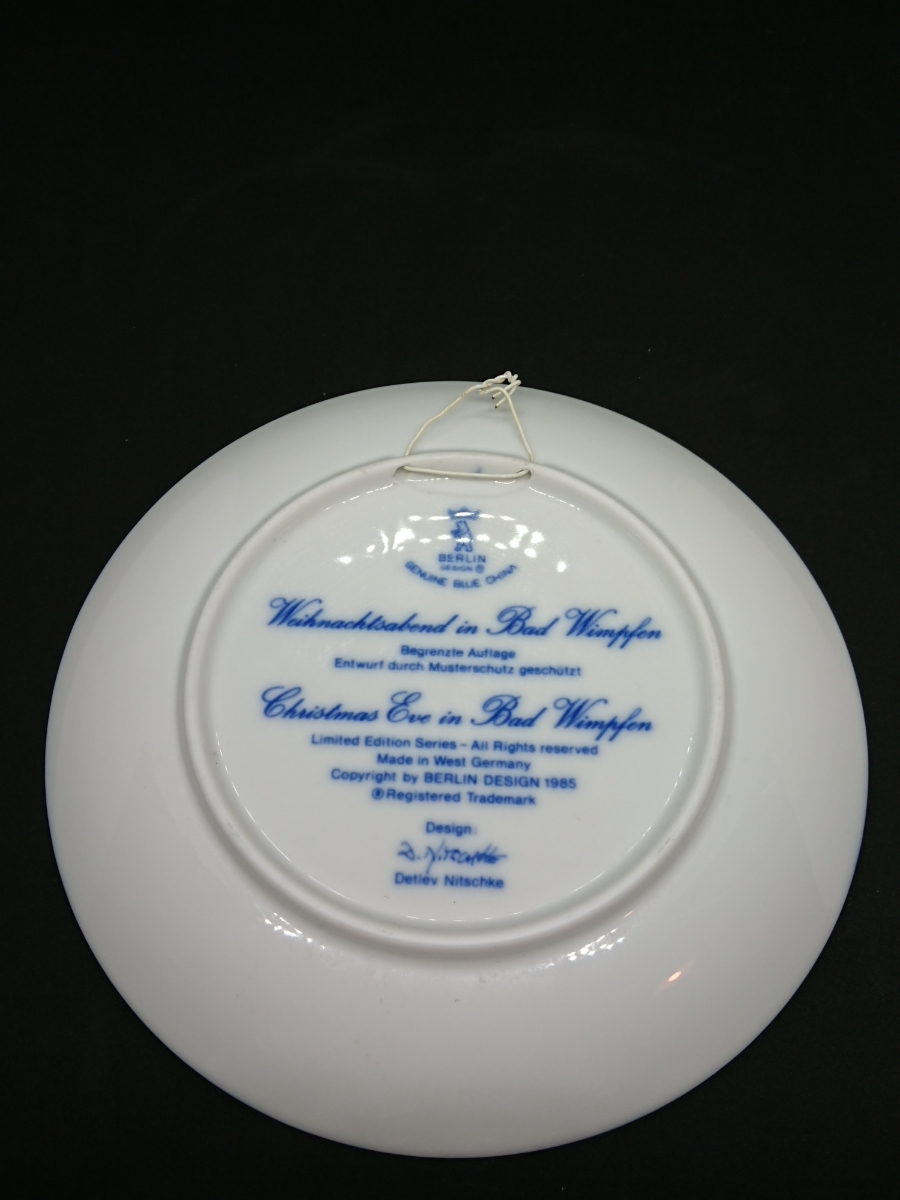 BERLIN
DESIGN ®
GENUINE BLUE CHINA
Weihnachtsabend in Bad Wimpfen
Begrenzte Auflage
Entwurf durch Musterschutz geschützt
Christmas Eve in Bad Wimpfen
Limited Edition Series - All Rights reserved
Made in West Germany
Copyright by BERLIN DESIGN 1985
® Registered Trademark
Design:
D. Nitschke
Detlev Nitschke